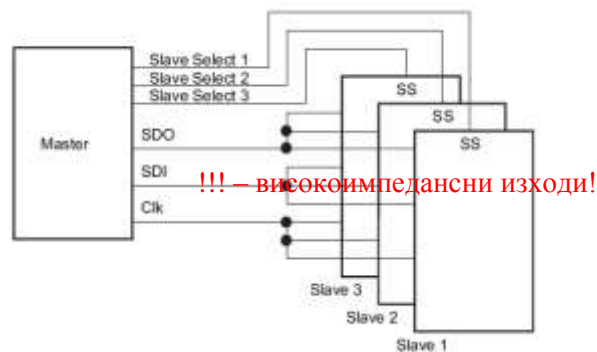 Slave Select 1
Slave Select 2
Slave Select 3
SS
SS
SS
Master
SDO
SDI
!!! – високоимпедансни изходи!
Clk
Slave 3
Slave 2
Slave 1